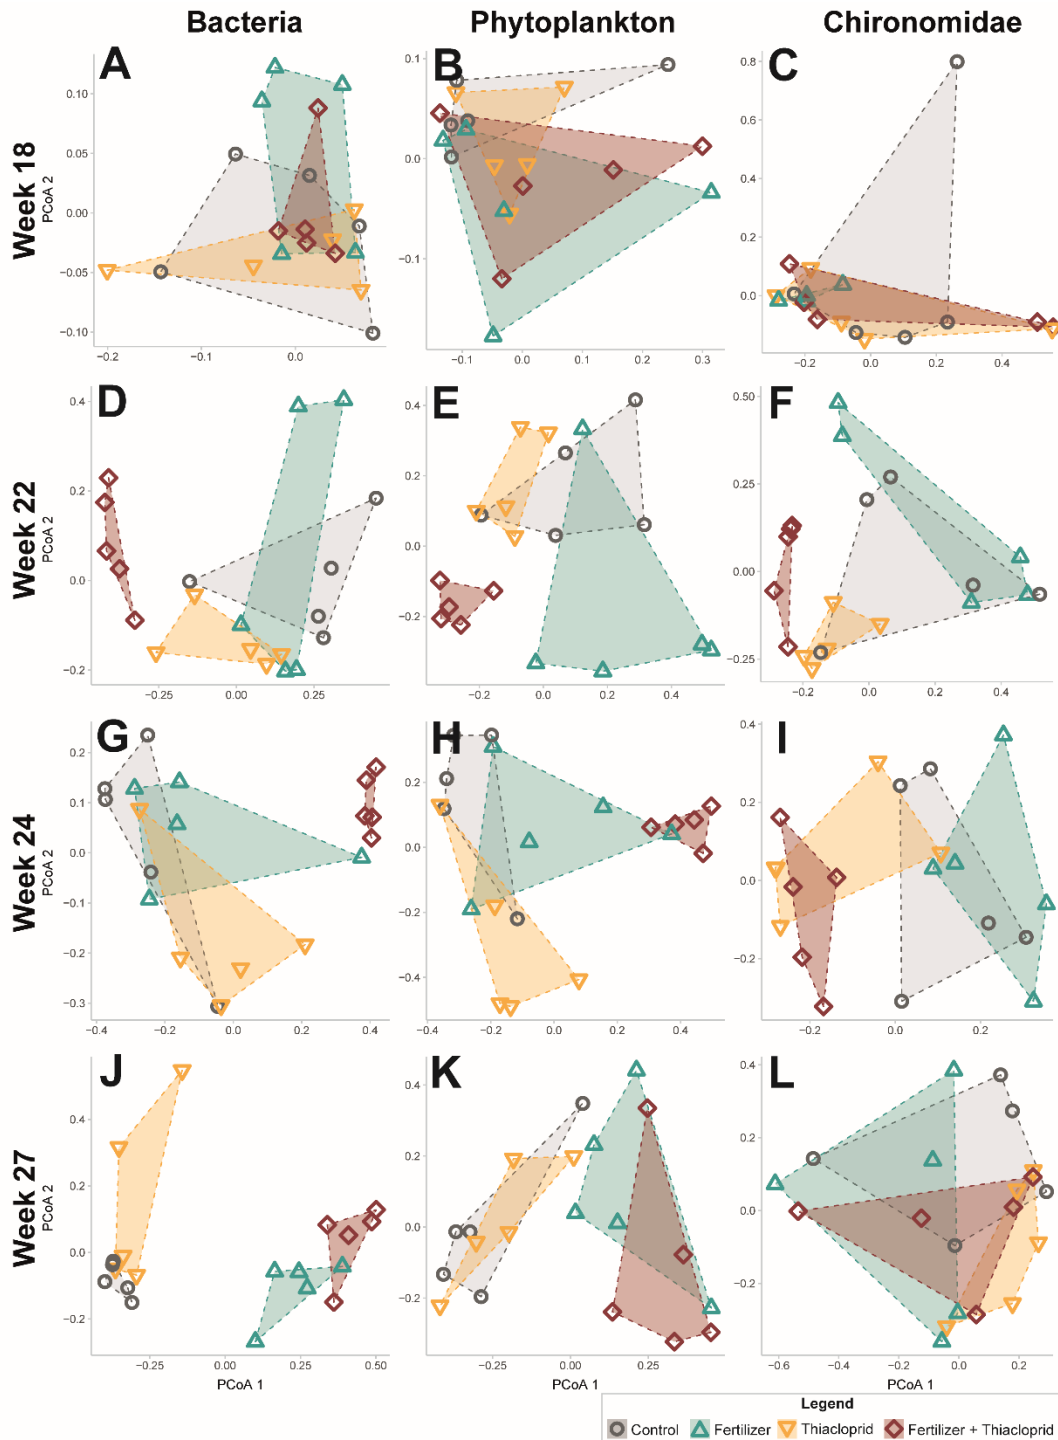 Bacteria Phytoplankton Chironomidae
Week 18
PCoA 2
A
0.10
0.05
0.00
−0.05
−0.10
−0.2 −0.1 0.0
B
0.1
0.0
−0.1
−0.1 0.0 0.1 0.2 0.3
C
0.8
0.6
0.4
0.2
0.0
−0.2 0.0 0.2 0.4
Week 22
PCoA 2
D
0.4
0.2
0.0
−0.2
−0.25 0.00 0.25
E
0.4
0.2
0.0
−0.2
−0.2 0.0 0.2 0.4
F
0.50
0.25
0.00
−0.25
−0.2 0.0 0.2 0.4
Week 24
PCoA 2
G
0.2
0.1
0.0
−0.1
−0.2
−0.3
−0.4 −0.2 0.0 0.2 0.4
H
0.2
0.0
−0.2
−0.4
−0.4 −0.2 0.0 0.2 0.4
I
0.4
0.2
0.0
−0.2
−0.2 0.0 0.2
Week 27
PCoA 2
J
0.4
0.2
0.0
−0.2
−0.25 0.00 0.25 0.50
PCoA 1
K
0.4
0.2
0.0
−0.2
−0.25 0.00 0.25
PCoA 1
L
0.4
0.2
0.0
−0.2
−0.6 −0.4 −0.2 0.0 0.2
PCoA 1
Legend
Control Fertilizer Thiacloprid Fertilizer + Thiacloprid